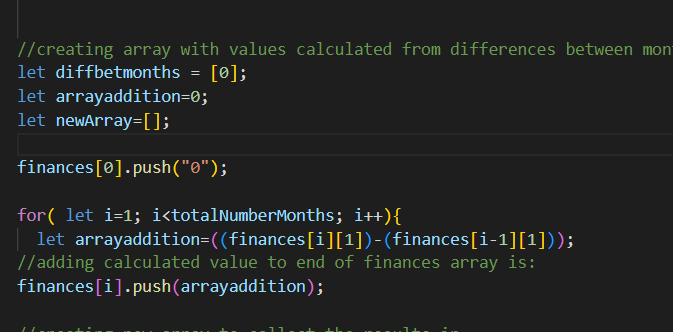 //creating array with values calculated from differences between
let diffbetmonths = [0];
let arrayaddition=0;
let newArray=[];
finances[0].push("0");
for( let i=1; i<totalNumberMonths; i++){
let arrayaddition=((finances[i][1])-(finances[i-1][1]));
//adding calculated value to end of finances array is:
finances[i].push(arrayaddition);